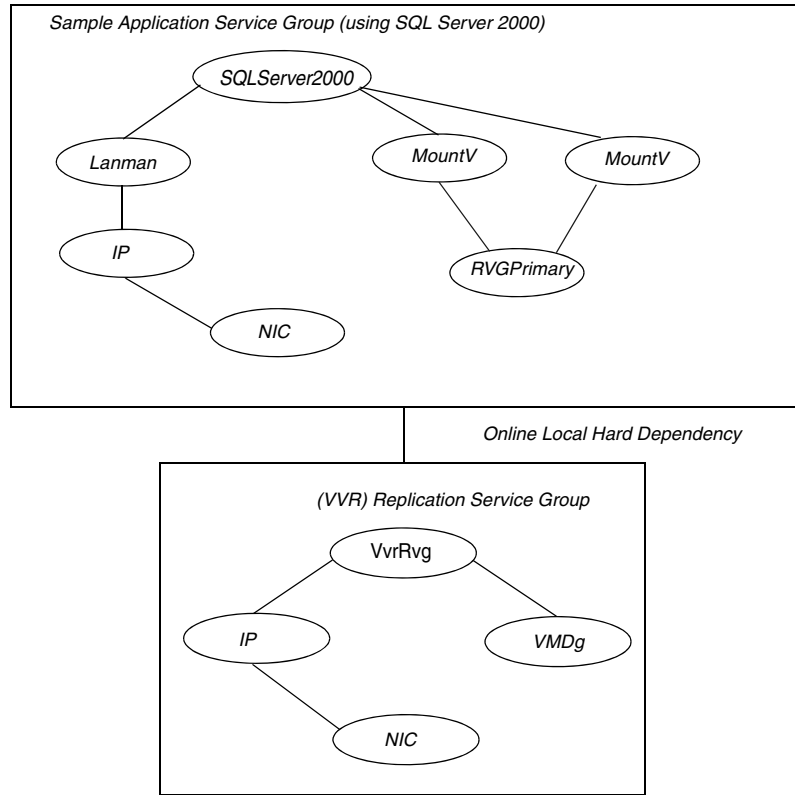 Sample Application Service Group (using SQL Server 2000)
SQLServer2000
Lanman
MountV
MountV
IP
RVGPrimary
NIC
Online Local Hard Dependency
(VVR) Replication Service Group
VvrRvg
IP
VMDg
NIC